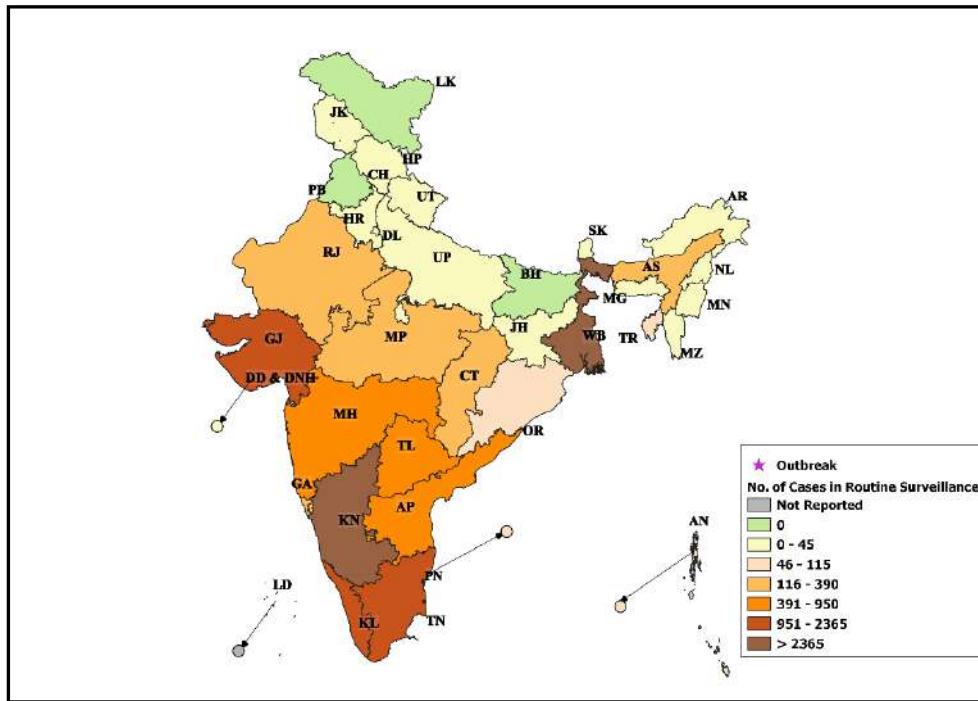 LK
JK
HP
CH
PB
UT
AR
HR
SK
DL
RJ
UP
BH
AS
NL
MG
MN
GJ
MP
JH
WB
TR
MZ
DD & DNH
CT
MH
OR
TL
GA
AP
KN
AN
PN
LD
KL
TN
Outbreak
No. of Cases in Routine Surveillance
Not Reported
0
0 - 45
46 - 115
116 - 390
391 - 950
951 - 2365
> 2365